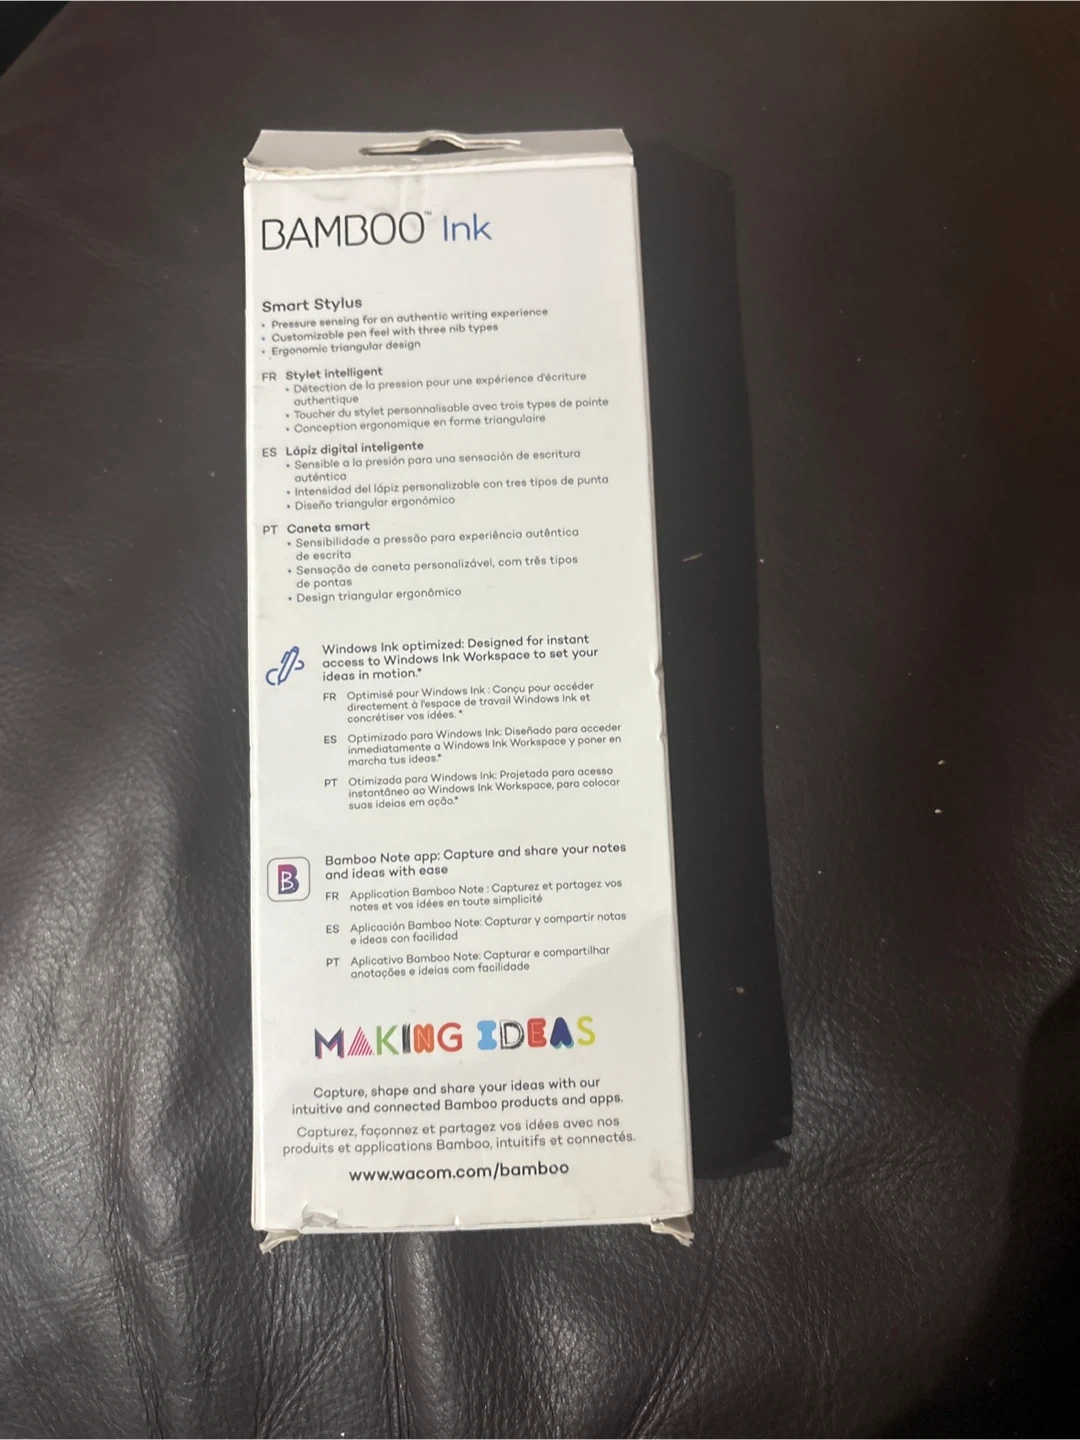 BAMBOO™ Ink
Smart Stylus
• Pressure sensing for an authentic writing experience
• Customizable pen feel with three nib types
• Ergonomic triangular design
FR Stylet intelligent
• Détection de la pression pour une expérience d'écriture
authentique
• Toucher du stylet personnalisable avec trois types de pointe
• Conception ergonomique en forme triangulaire
ES Lápiz digital inteligente
• Sensible a la presión para una sensación de escritura
auténtica
• Intensidad del lápiz personalizable con tres tipos de punta
• Diseño triangular ergonómico
PT Caneta smart
• Sensibilidade a pressão para experiência autêntica
de escrita
• Sensação de caneta personalizável, com três tipos
de pontas
• Design triangular ergonômico
Windows Ink optimized: Designed for instant
access to Windows Ink Workspace to set your
ideas in motion.*
FR Optimisé pour Windows Ink : Conçu pour accéder
directement à l'espace de travail Windows Ink et
concrétiser vos idées. *
ES Optimizado para Windows Ink: Diseñado para acceder
inmediatamente a Windows Ink Workspace y poner en
marcha tus ideas.*
PT Otimizada para Windows Ink: Projetada para acesso
instantâneo ao Windows Ink Workspace, para colocar
suas ideias em ação.*
B
Bamboo Note app: Capture and share your notes
and ideas with ease
FR Application Bamboo Note : Capturez et partagez vos
notes et vos idées en toute simplicité
ES Aplicación Bamboo Note: Capturar y compartir notas
e ideas con facilidad
PT Aplicativo Bamboo Note: Capturar e compartilhar
anotações e ideias com facilidade
MAKING IDEAS
Capture, shape and share your ideas with our
intuitive and connected Bamboo products and apps.
Capturez, façonnez et partagez vos idées avec nos
produits et applications Bamboo, intuitifs et connectés.
www.wacom.com/bamboo